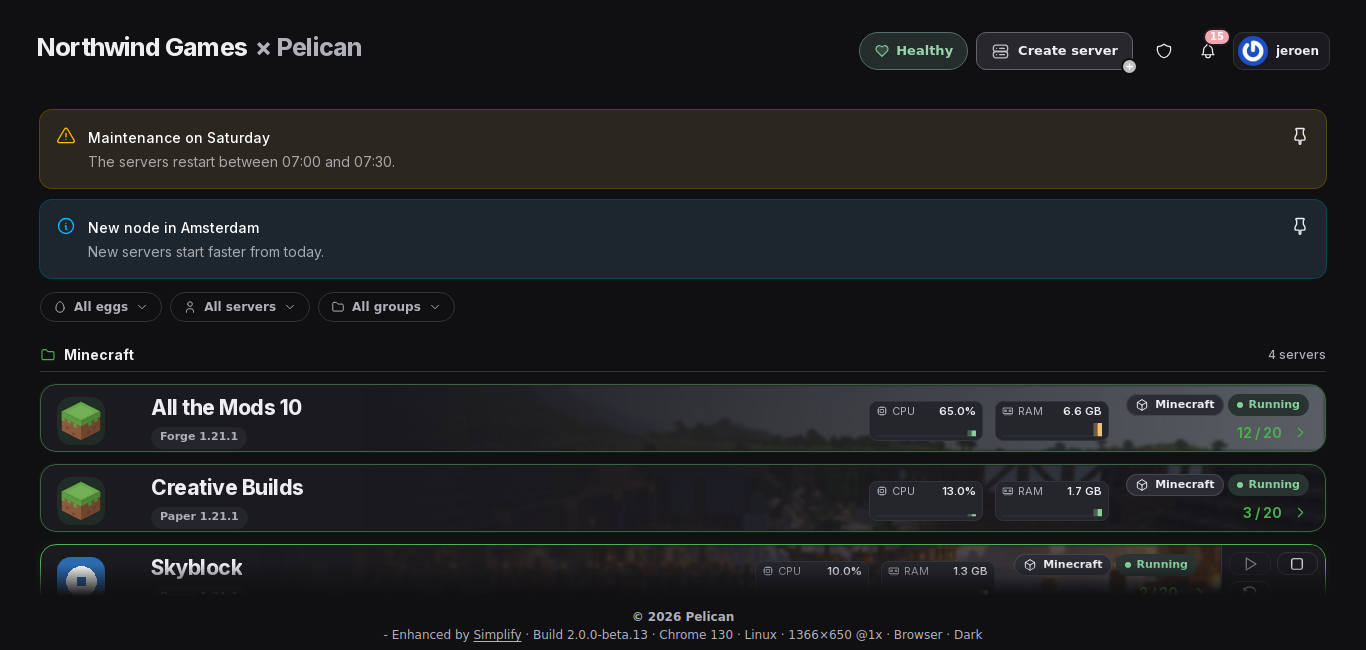 Northwind Games × Pelican
Healthy
Create server
15
jeroen
Maintenance on Saturday
The servers restart between 07:00 and 07:30.
New node in Amsterdam
New servers start faster from today.
All eggs
All servers
All groups
Minecraft
4 servers
All the Mods 10
Forge 1.21.1
CPU 65.0%
RAM 6.6 GB
Minecraft
Running
12 / 20
Creative Builds
Paper 1.21.1
CPU 13.0%
RAM 1.7 GB
Minecraft
Running
3 / 20
Skyblock
CPU 10.0%
RAM 1.3 GB
Minecraft
Running
© 2026 Pelican
- Enhanced by Simplify · Build 2.0.0-beta.13 · Chrome 130 · Linux · 1366×650 @1x · Browser · Dark